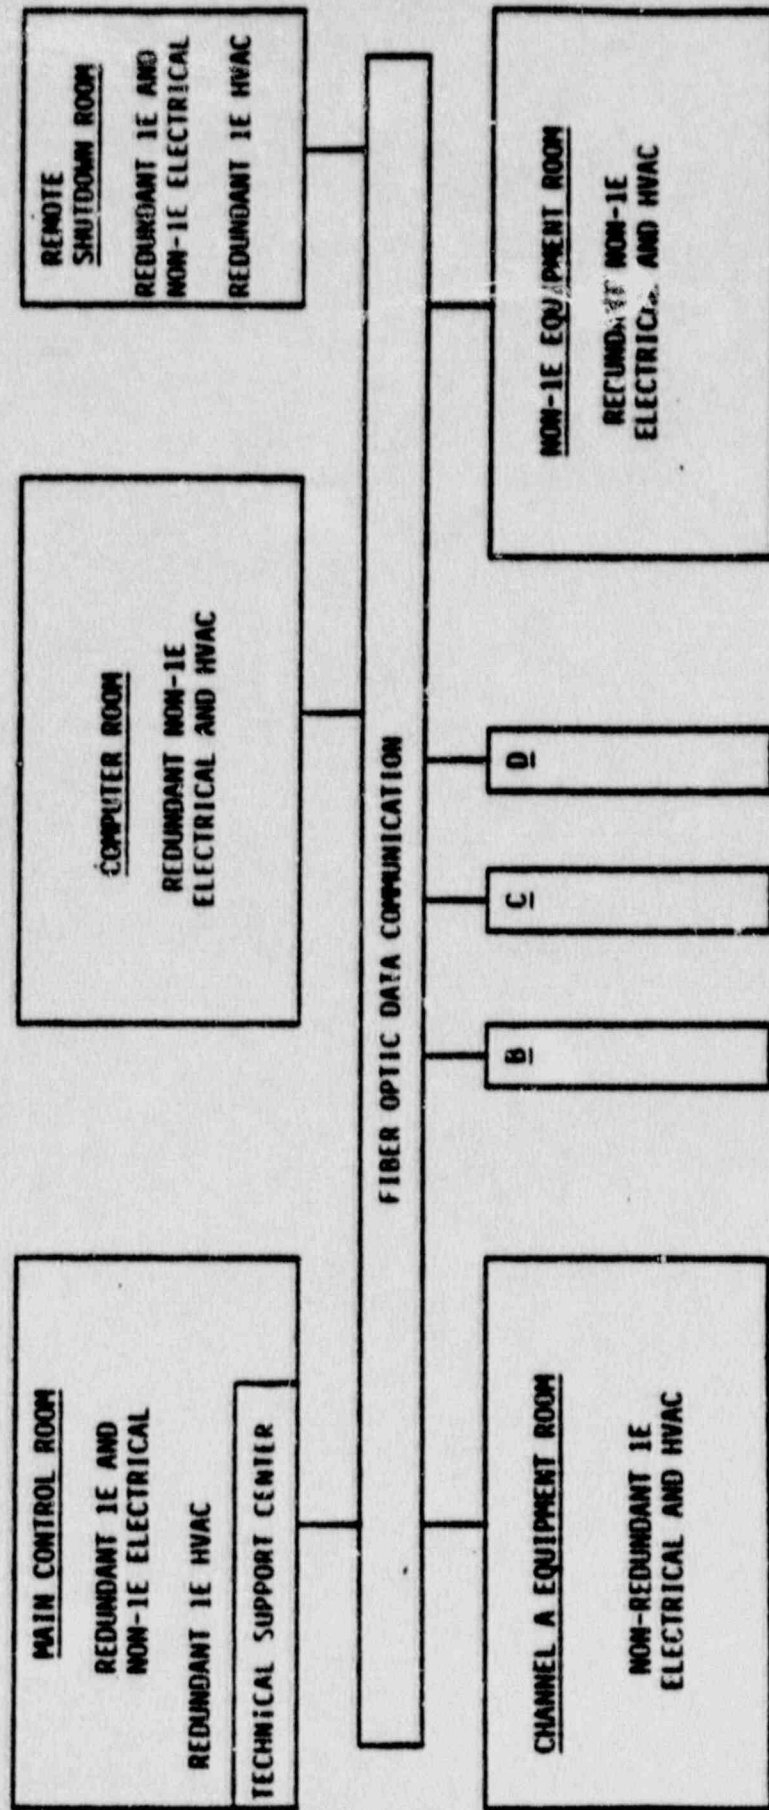 MAIN CONTROL ROOM
REDUNDANT 1E AND
NON-1E ELECTRICAL
REDUNDANT 1E HVAC
TECHNICAL SUPPORT CENTER
COMPUTER ROOM
REDUNDANT NON-1E
ELECTRICAL AND HVAC
REMOTE
SHUTDOWN ROOM
REDUNDANT 1E AND
NON-1E ELECTRICAL
REDUNDANT 1E HVAC
FIBER OPTIC DATA COMMUNICATION
CHANNEL A EQUIPMENT ROOM
NON-REDUNDANT 1E
ELECTRICAL AND HVAC
B
C
D
NON-1E EQUIPMENT ROOM
REDUNDANT NON-1E
ELECTRICAL AND HVAC